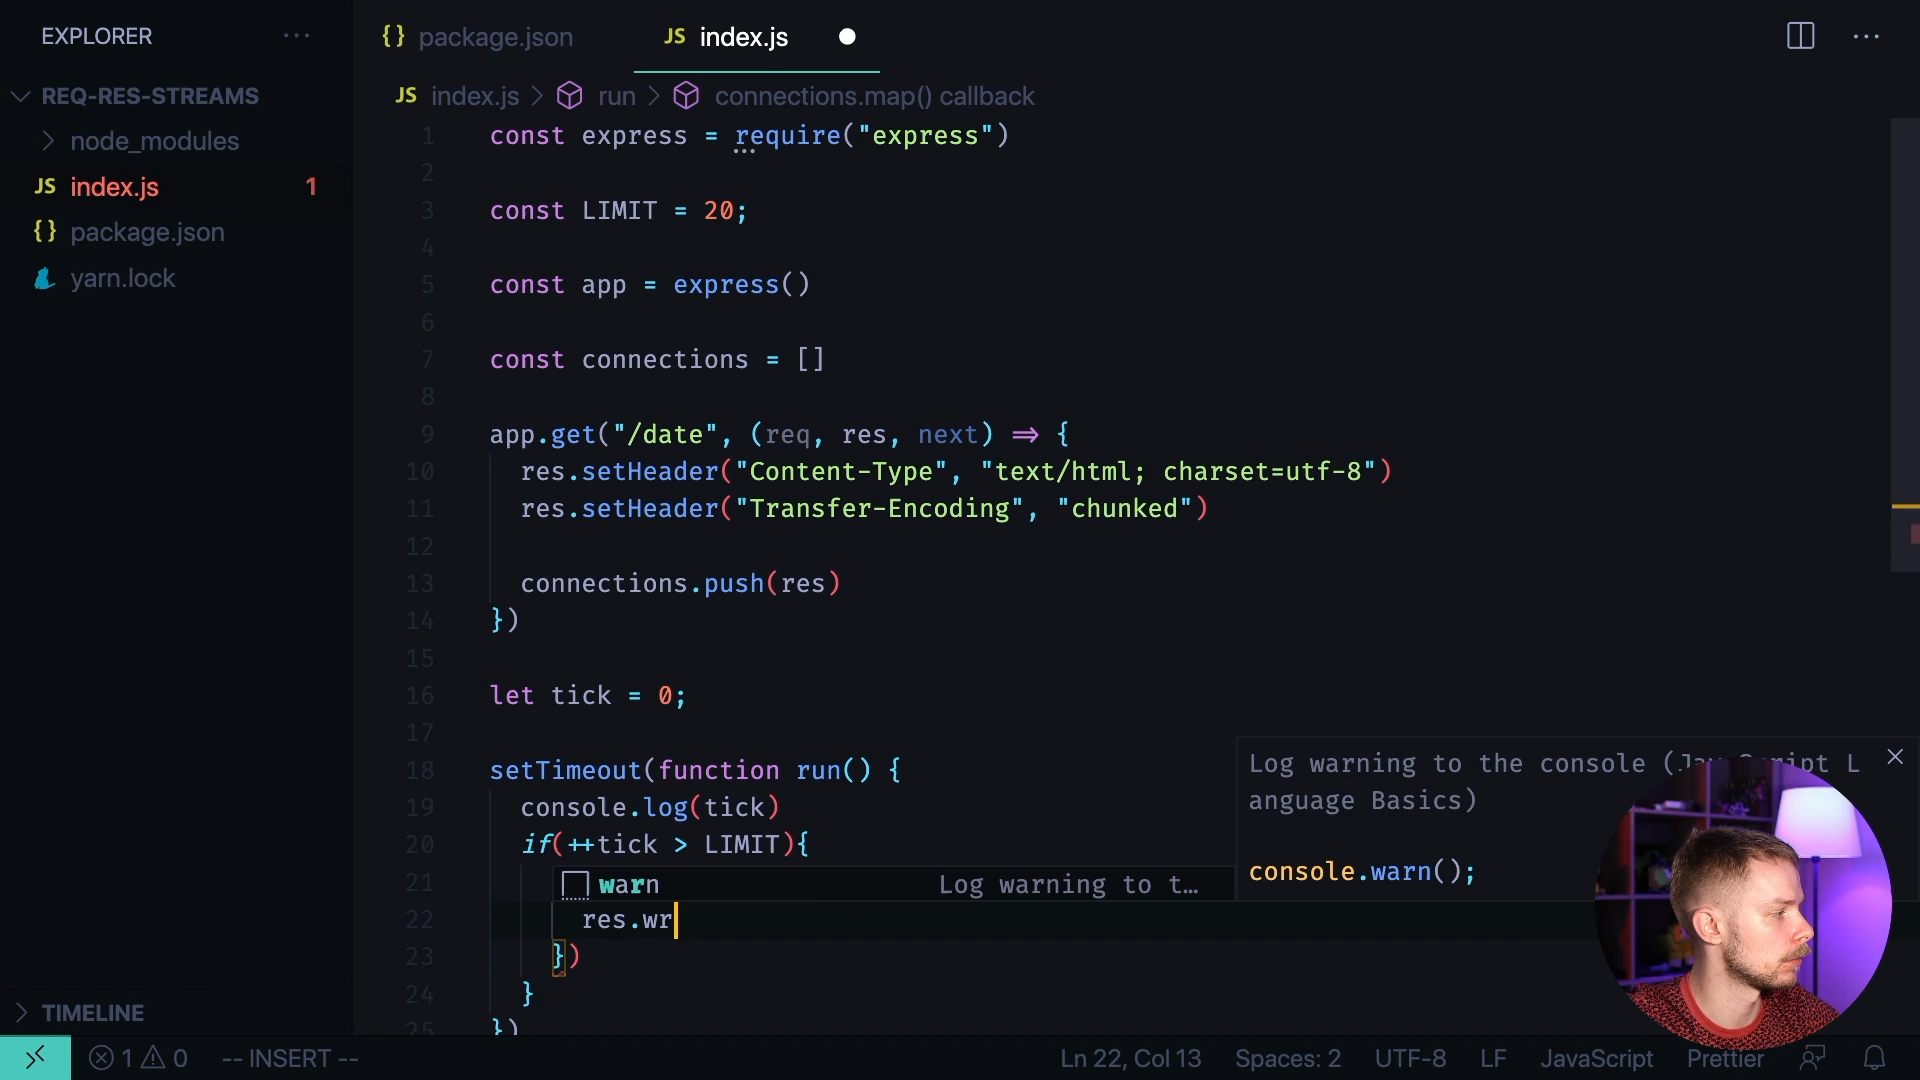 EXPLORER ...
{} package.json
JS index.js
...
REQ-RES-STREAMS
node_modules
JS index.js 1
{} package.json
yarn.lock
JS index.js > run > connections.map() callback
1 const express = require("express")
2
3 const LIMIT = 20;
4
5 const app = express()
6
7 const connections = []
8
9 app.get("/date", (req, res, next) => {
10 res.setHeader("Content-Type", "text/html; charset=utf-8")
11 res.setHeader("Transfer-Encoding", "chunked")
12
13 connections.push(res)
14 })
15
16 let tick = 0;
17
18 setTimeout(function run() {
19 console.log(tick)
20 if(++tick > LIMIT){
21
warn Log warning to t…
22 res.wr
23 })
24 }
25 })
Log warning to the console (
L
anguage Basics)
console.warn();
TIMELINE
1 0 -- INSERT --
Ln 22, Col 13 Spaces: 2 UTF-8 LF JavaScript Prettier